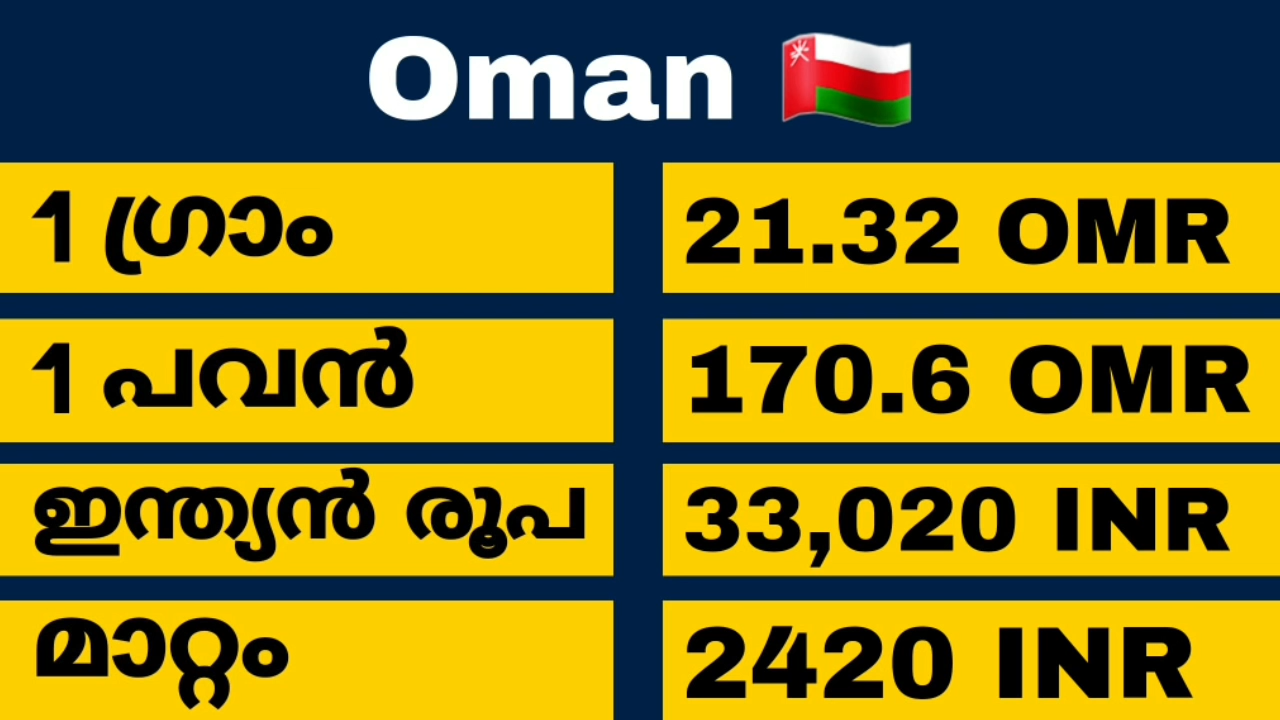 Oman
1 ഗ്രാം 21.32 OMR
1 പവൻ 170.6 OMR
ഇന്ത്യൻ രൂപ 33,020 INR
മാറ്റം 2420 INR